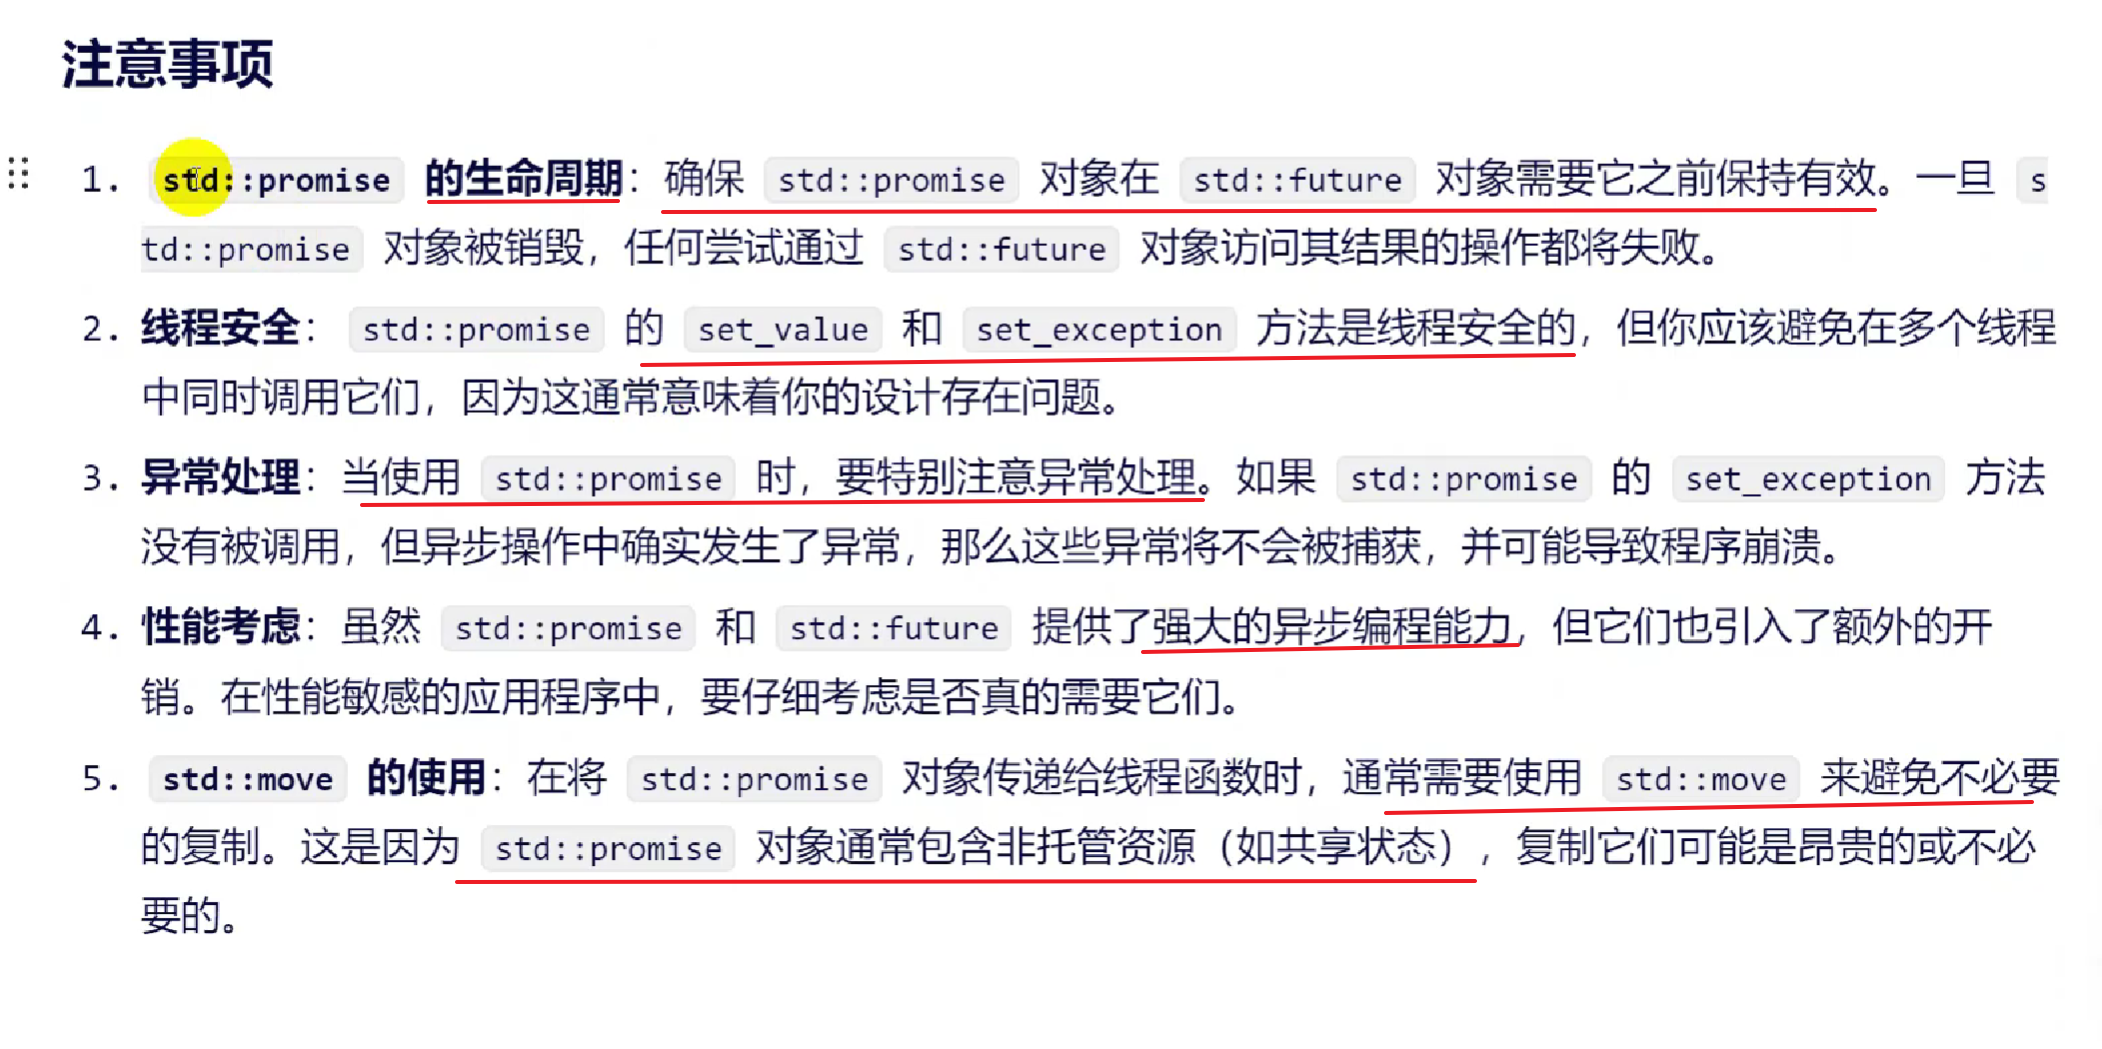 注意事项
1. std::promise 的生命周期：确保 std::promise 对象在 std::future 对象需要它之前保持有效。一旦 s
td::promise 对象被销毁，任何尝试通过 std::future 对象访问其结果的操作都将失败。
2. 线程安全： std::promise 的 set_value 和 set_exception 方法是线程安全的，但你应该避免在多个线程
中同时调用它们，因为这通常意味着你的设计存在问题。
3. 异常处理：当使用 std::promise 时，要特别注意异常处理。如果 std::promise 的 set_exception 方法
没有被调用，但异步操作中确实发生了异常，那么这些异常将不会被捕获，并可能导致程序崩溃。
4. 性能考虑：虽然 std::promise 和 std::future 提供了强大的异步编程能力，但它们也引入了额外的开
销。在性能敏感的应用程序中，要仔细考虑是否真的需要它们。
5. std::move 的使用：在将 std::promise 对象传递给线程函数时，通常需要使用 std::move 来避免不必要
的复制。这是因为 std::promise 对象通常包含非托管资源（如共享状态），复制它们可能是昂贵的或不必
要的。